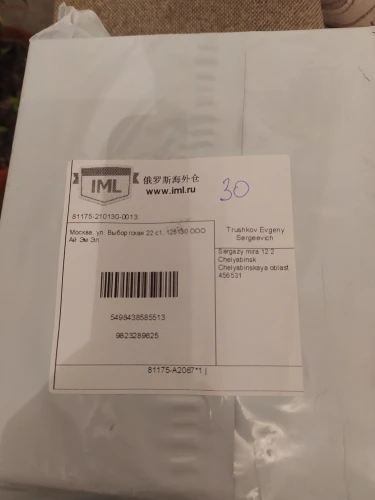 IML
俄罗斯海外仓
www.iml.ru
30
81175-210130-0013
Москва, ул. Выборгская 22 с1, 125130 ООО
Ай Эм Эл
Trushkov Evgeny
Sergeevich
Sergazy mira 12 2
Chelyabinsk
Chelyabinskaya oblast
456531
5498438585513
9823289625
81175-A2067*1 |